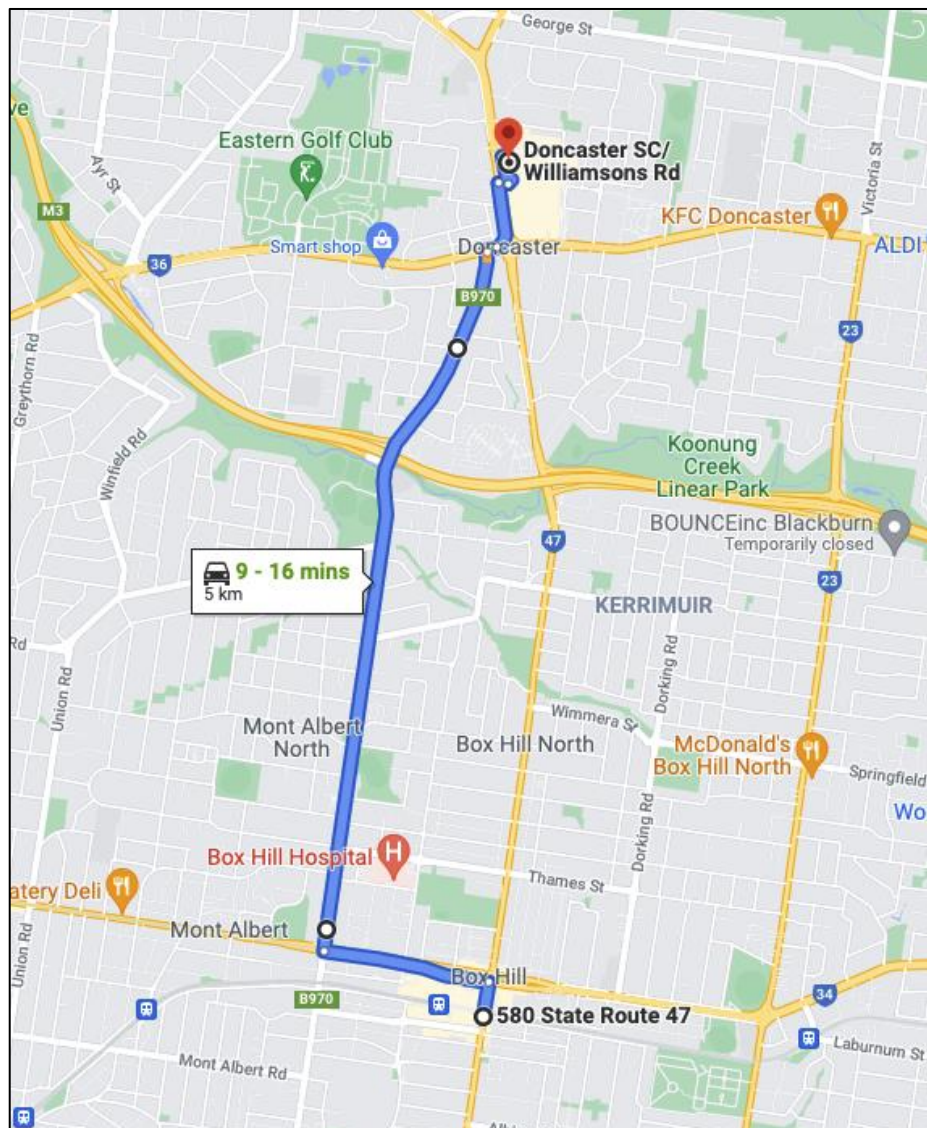 George St
Ayr St
Eastern Golf Club
Doncaster SC/
Williamsons Rd
Victoria St
M3
KFC Doncaster
Smart shop
Doncaster
ALDI
36
B970
23
Greythorn Rd
Winfield Rd
Koonung
Creek
Linear Park
BOUNCEinc Blackburn
Temporarily closed
47
9 - 16 mins
5 km
23
KERRIMUIR
Rd
Union Rd
Dorking Rd
Wimmera St
Mont Albert
North
Box Hill North
McDonald's
Box Hill North
Springfield
Wo
Dorking Rd
Box Hill Hospital
H
Thames St
atery Deli
Mont Albert
Union Rd
Box Hill
B970
34
580 State Route 47
Laburnum St
Mont Albert Rd